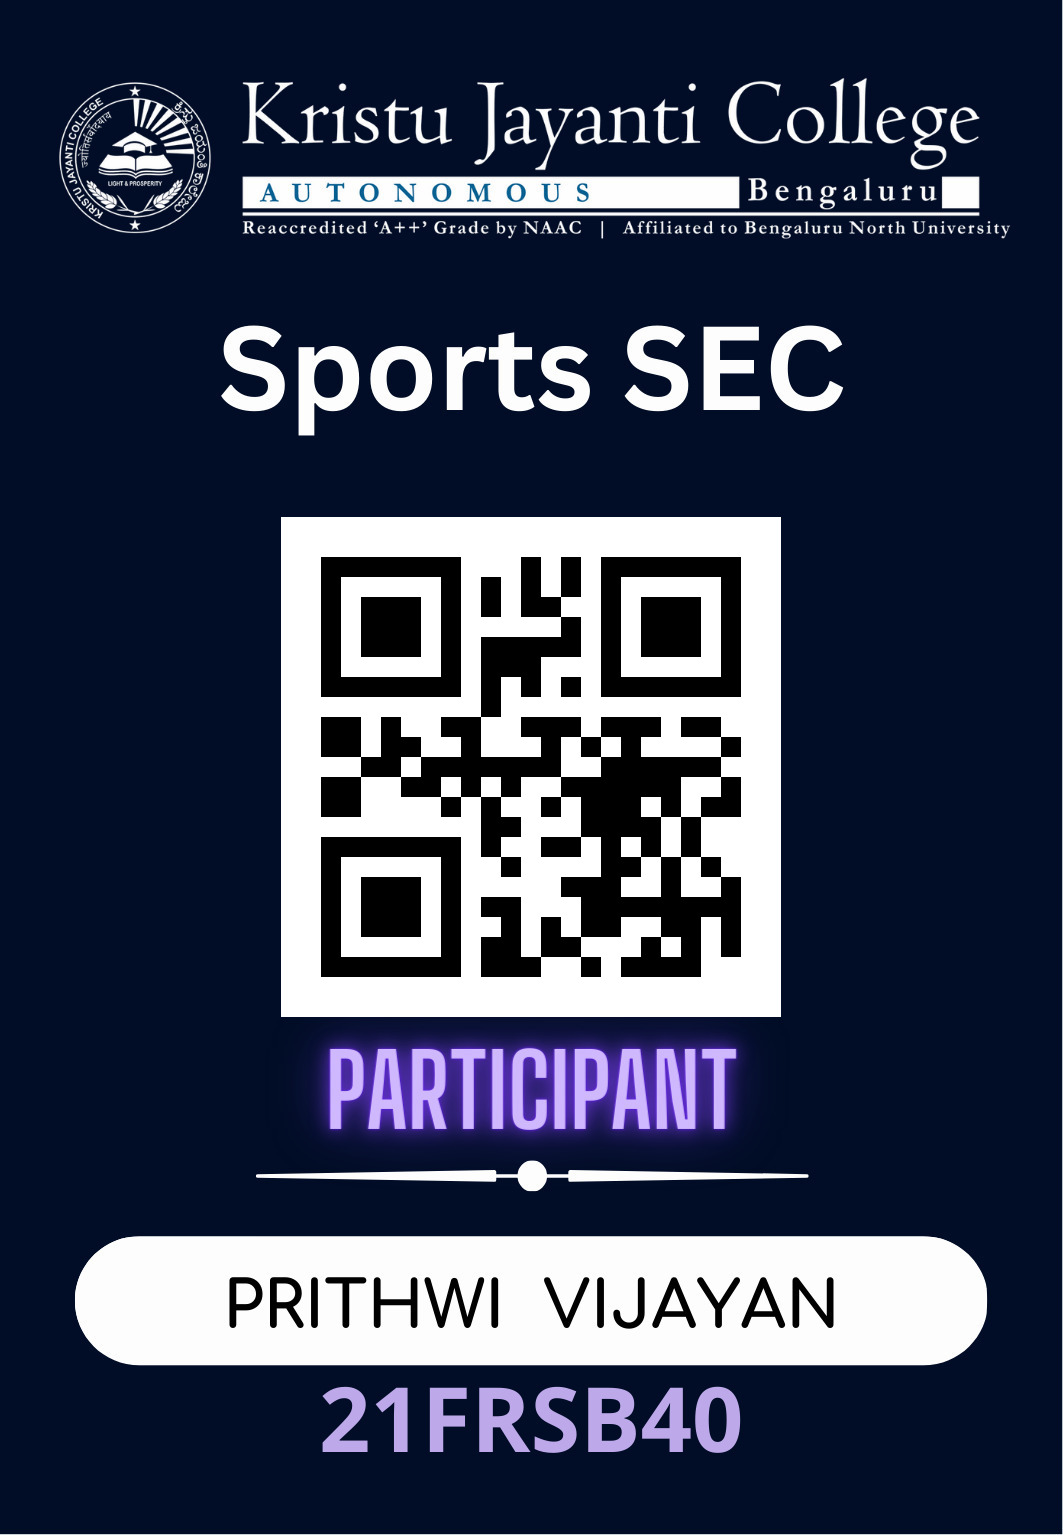 KRISTU JAYANTI COLLEGE
LIGHT & PROSPERITY
Kristu Jayanti College
AUTONOMOUS Bengaluru
Reaccredited ‘A++’ Grade by NAAC | Affiliated to Bengaluru North University
Sports SEC
PARTICIPANT
PRITHWI VIJAYAN
21FRSB40